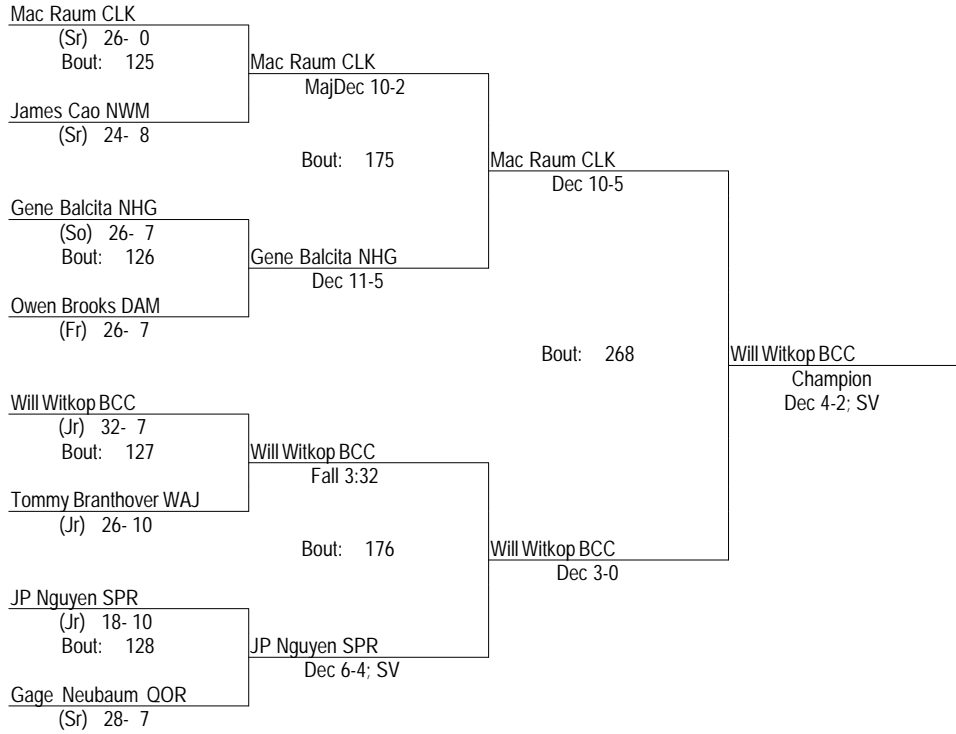 Mac Raum CLK
(Sr) 26- 0
Bout: 125
Mac Raum CLK
MajDec 10-2
James Cao NWM
(Sr) 24- 8
Bout: 175
Mac Raum CLK
Dec 10-5
Gene Balcita NHG
(So) 26- 7
Bout: 126
Gene Balcita NHG
Dec 11-5
Owen Brooks DAM
(Fr) 26- 7
Bout: 268
Will Witkop BCC
Champion
Dec 4-2; SV
Will Witkop BCC
(Jr) 32- 7
Bout: 127
Will Witkop BCC
Fall 3:32
Tommy Branthover WAJ
(Jr) 26- 10
Bout: 176
Will Witkop BCC
Dec 3-0
JP Nguyen SPR
(Jr) 18- 10
Bout: 128
JP Nguyen SPR
Dec 6-4; SV
Gage Neubaum QOR
(Sr) 28- 7